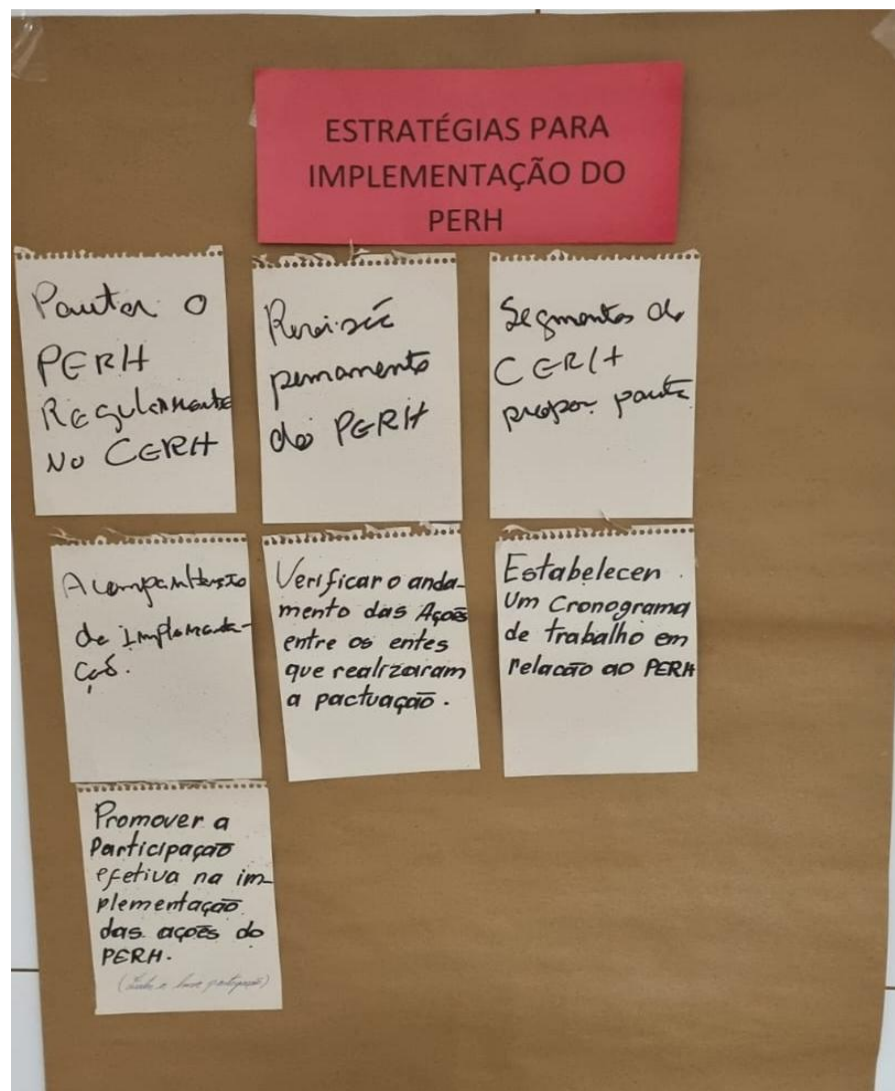 ESTRATÉGIAS PARA
IMPLEMENTAÇÃO DO
PERH
Pautar o
PERH
REGULARMENTE
NO CERH
permanente
do PERH
Segmentos do
CERH
propor pauta
de Implementa-
ção.
Verificar o anda-
mento das Ações
entre os entes
que realizaram
a pactuação.
Estabelecer
Um Cronograma
de trabalho em
relação ao PERH
Promover a
Participação
efetiva na im-
plementação
das ações do
PERH.